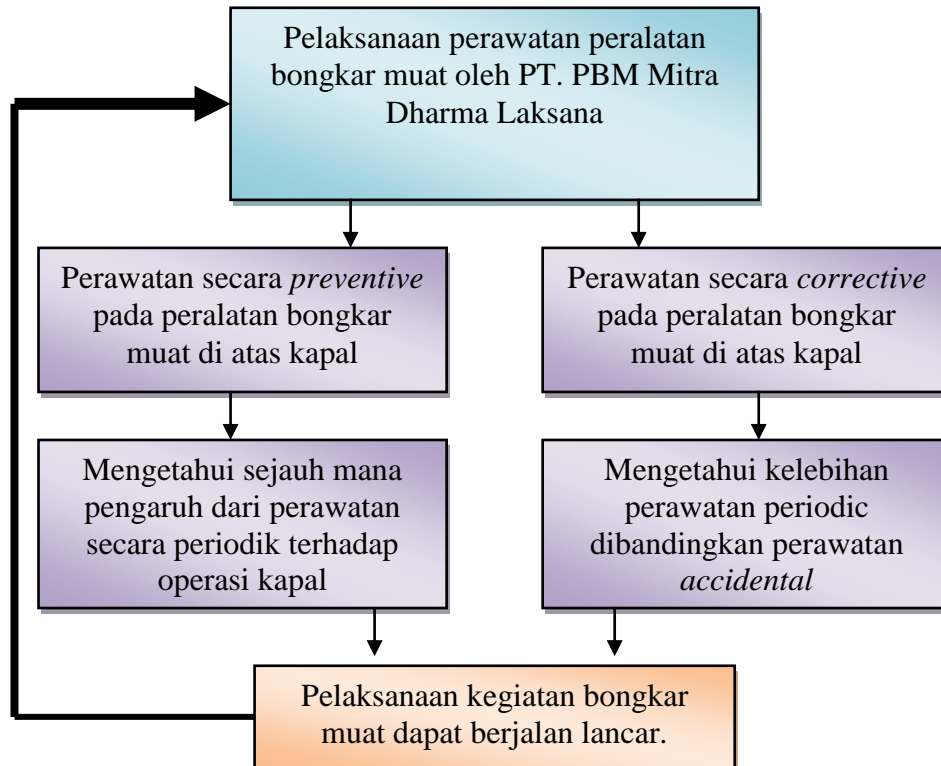 Pelaksanaan perawatan peralatan
bongkar muat oleh PT. PBM Mitra
Dharma Laksana
Perawatan secara preventive
pada peralatan bongkar
muat di atas kapal
Perawatan secara corrective
pada peralatan bongkar
muat di atas kapal
Mengetahui sejauh mana
pengaruh dari perawatan
secara periodik terhadap
operasi kapal
Mengetahui kelebihan
perawatan periodic
dibandingkan perawatan
accidental
Pelaksanaan kegiatan bongkar
muat dapat berjalan lancar.